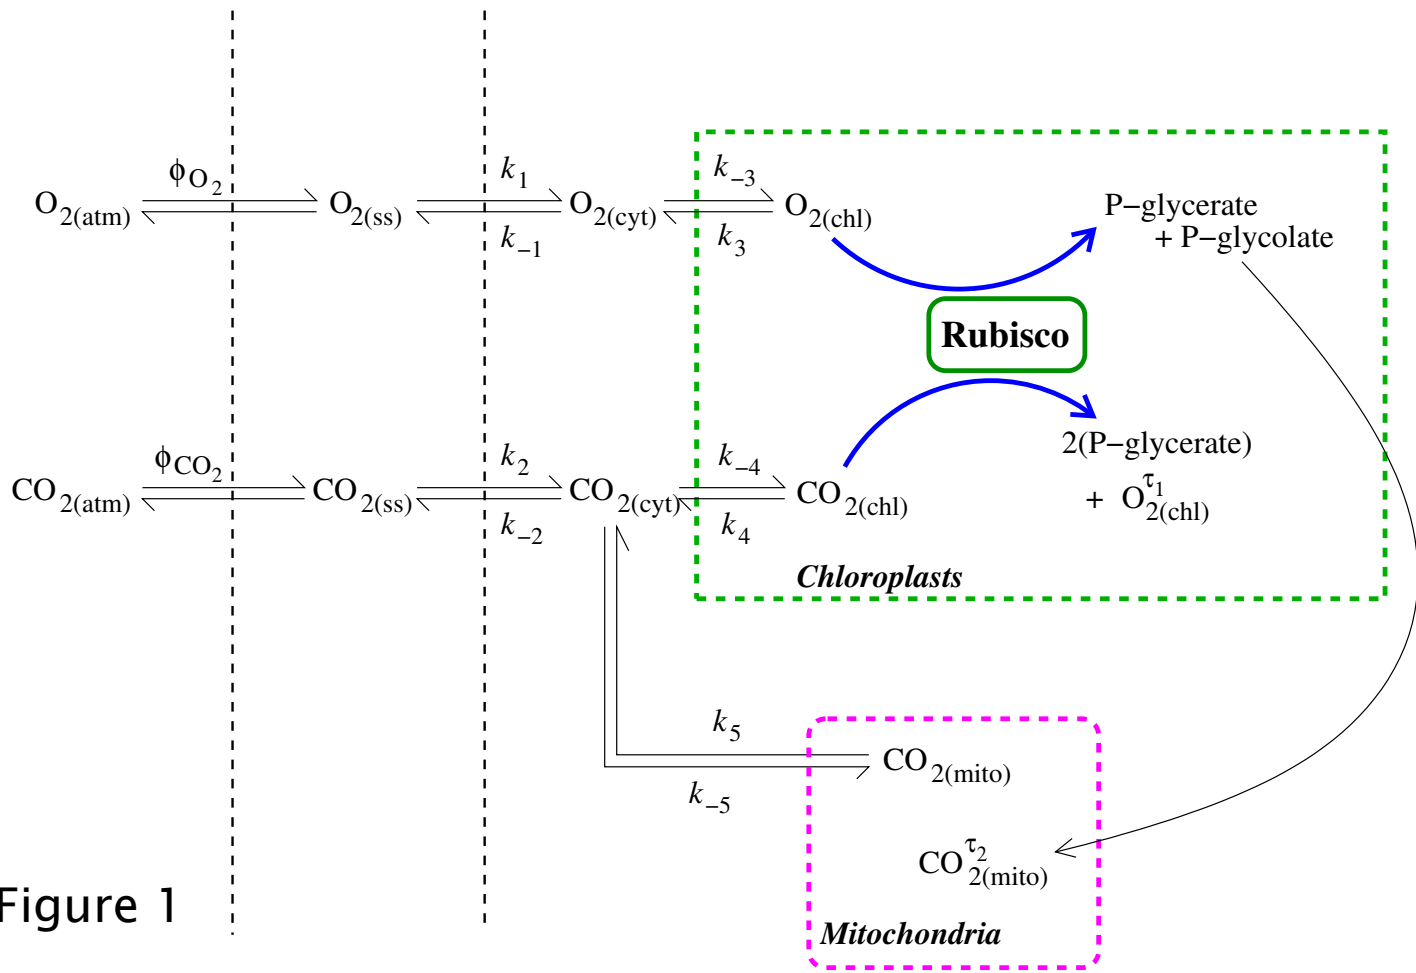 ϕO2 k1 k−3
O2(atm) O2(ss) O2(cyt) O2(chl) P−glycerate
k−1 k3 + P−glycolate
Rubisco
ϕCO2 k2 k−4 2(P−glycerate)
CO2(atm) CO2(ss) CO2(cyt) CO2(chl) + O2(chl)τ1
k−2 k4
Chloroplasts
k5
CO2(mito)
k−5
CO2(mito)τ2
Figure 1
Mitochondria